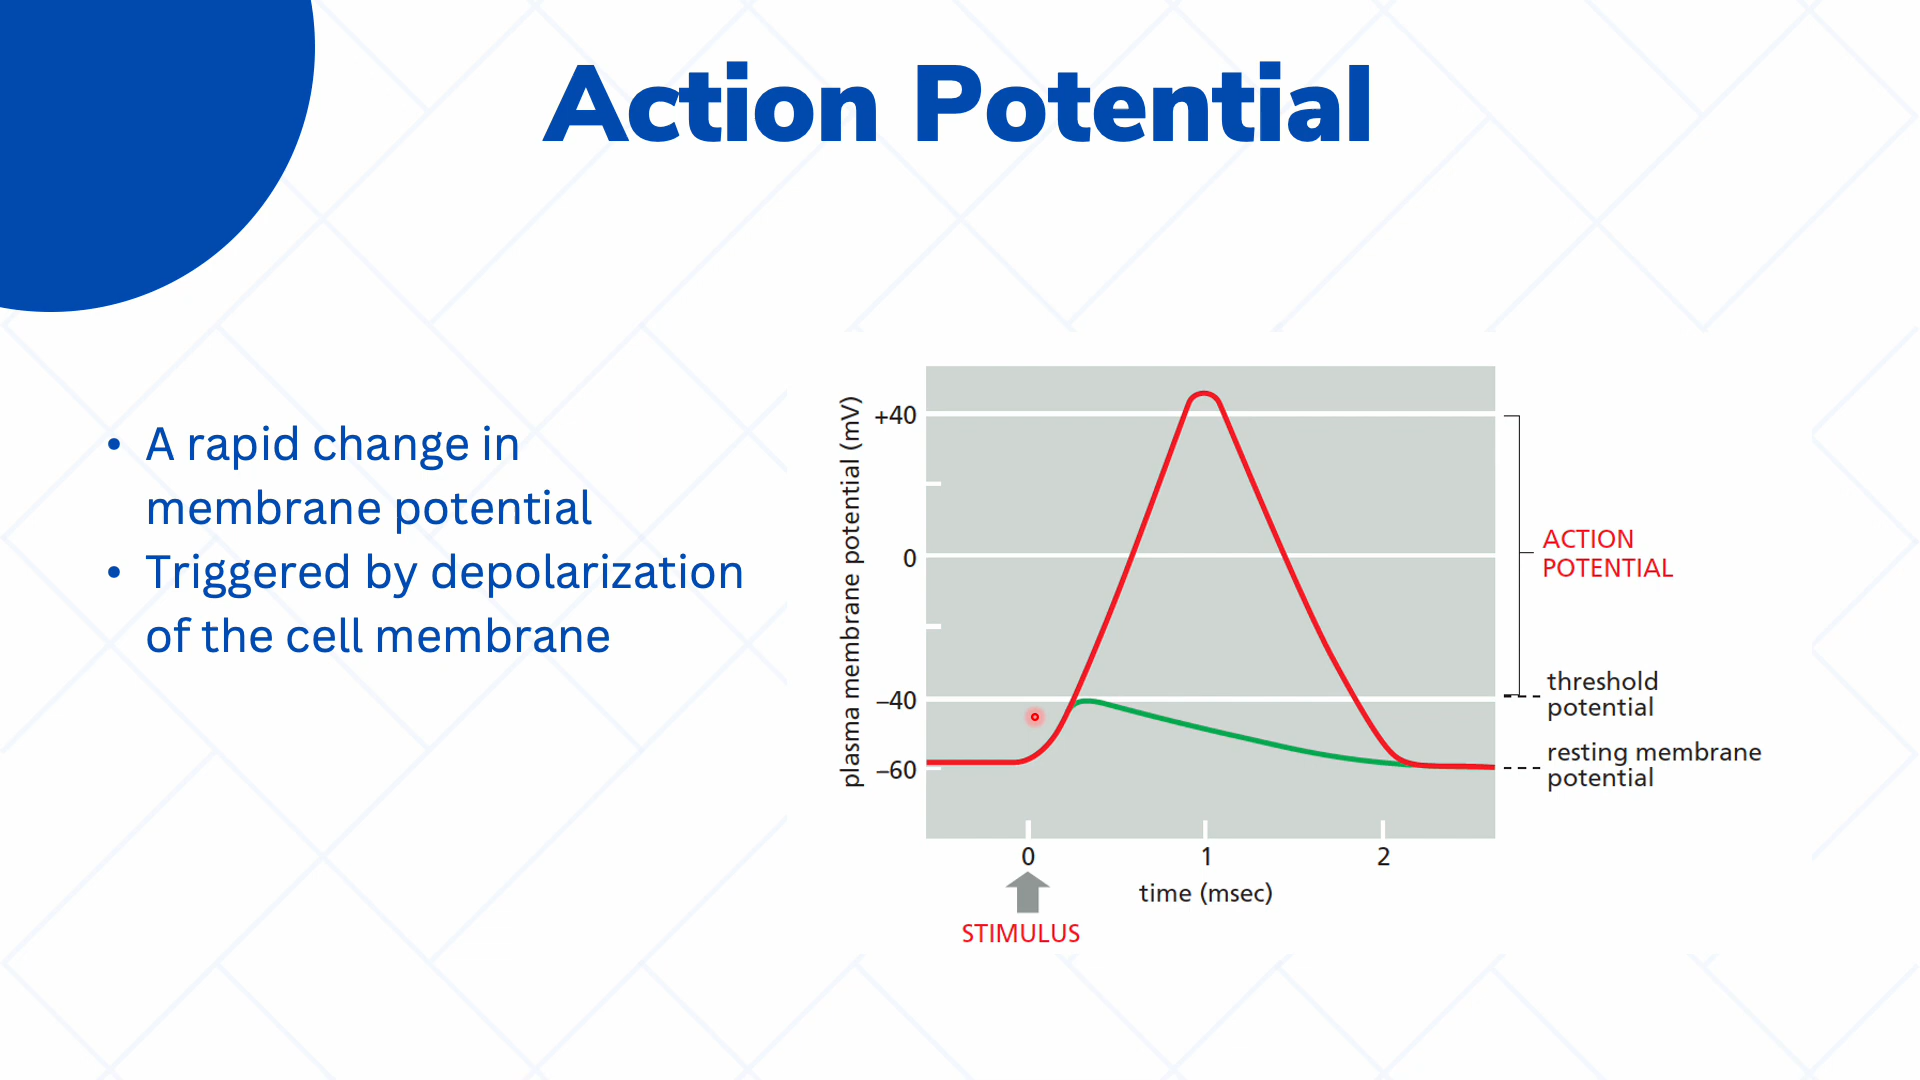 Action Potential
• A rapid change in
membrane potential
• Triggered by depolarization
of the cell membrane
plasma membrane potential (mV)
+40
0
–40
–60
ACTION
POTENTIAL
threshold
potential
resting membrane
potential
0 1 2
time (msec)
STIMULUS